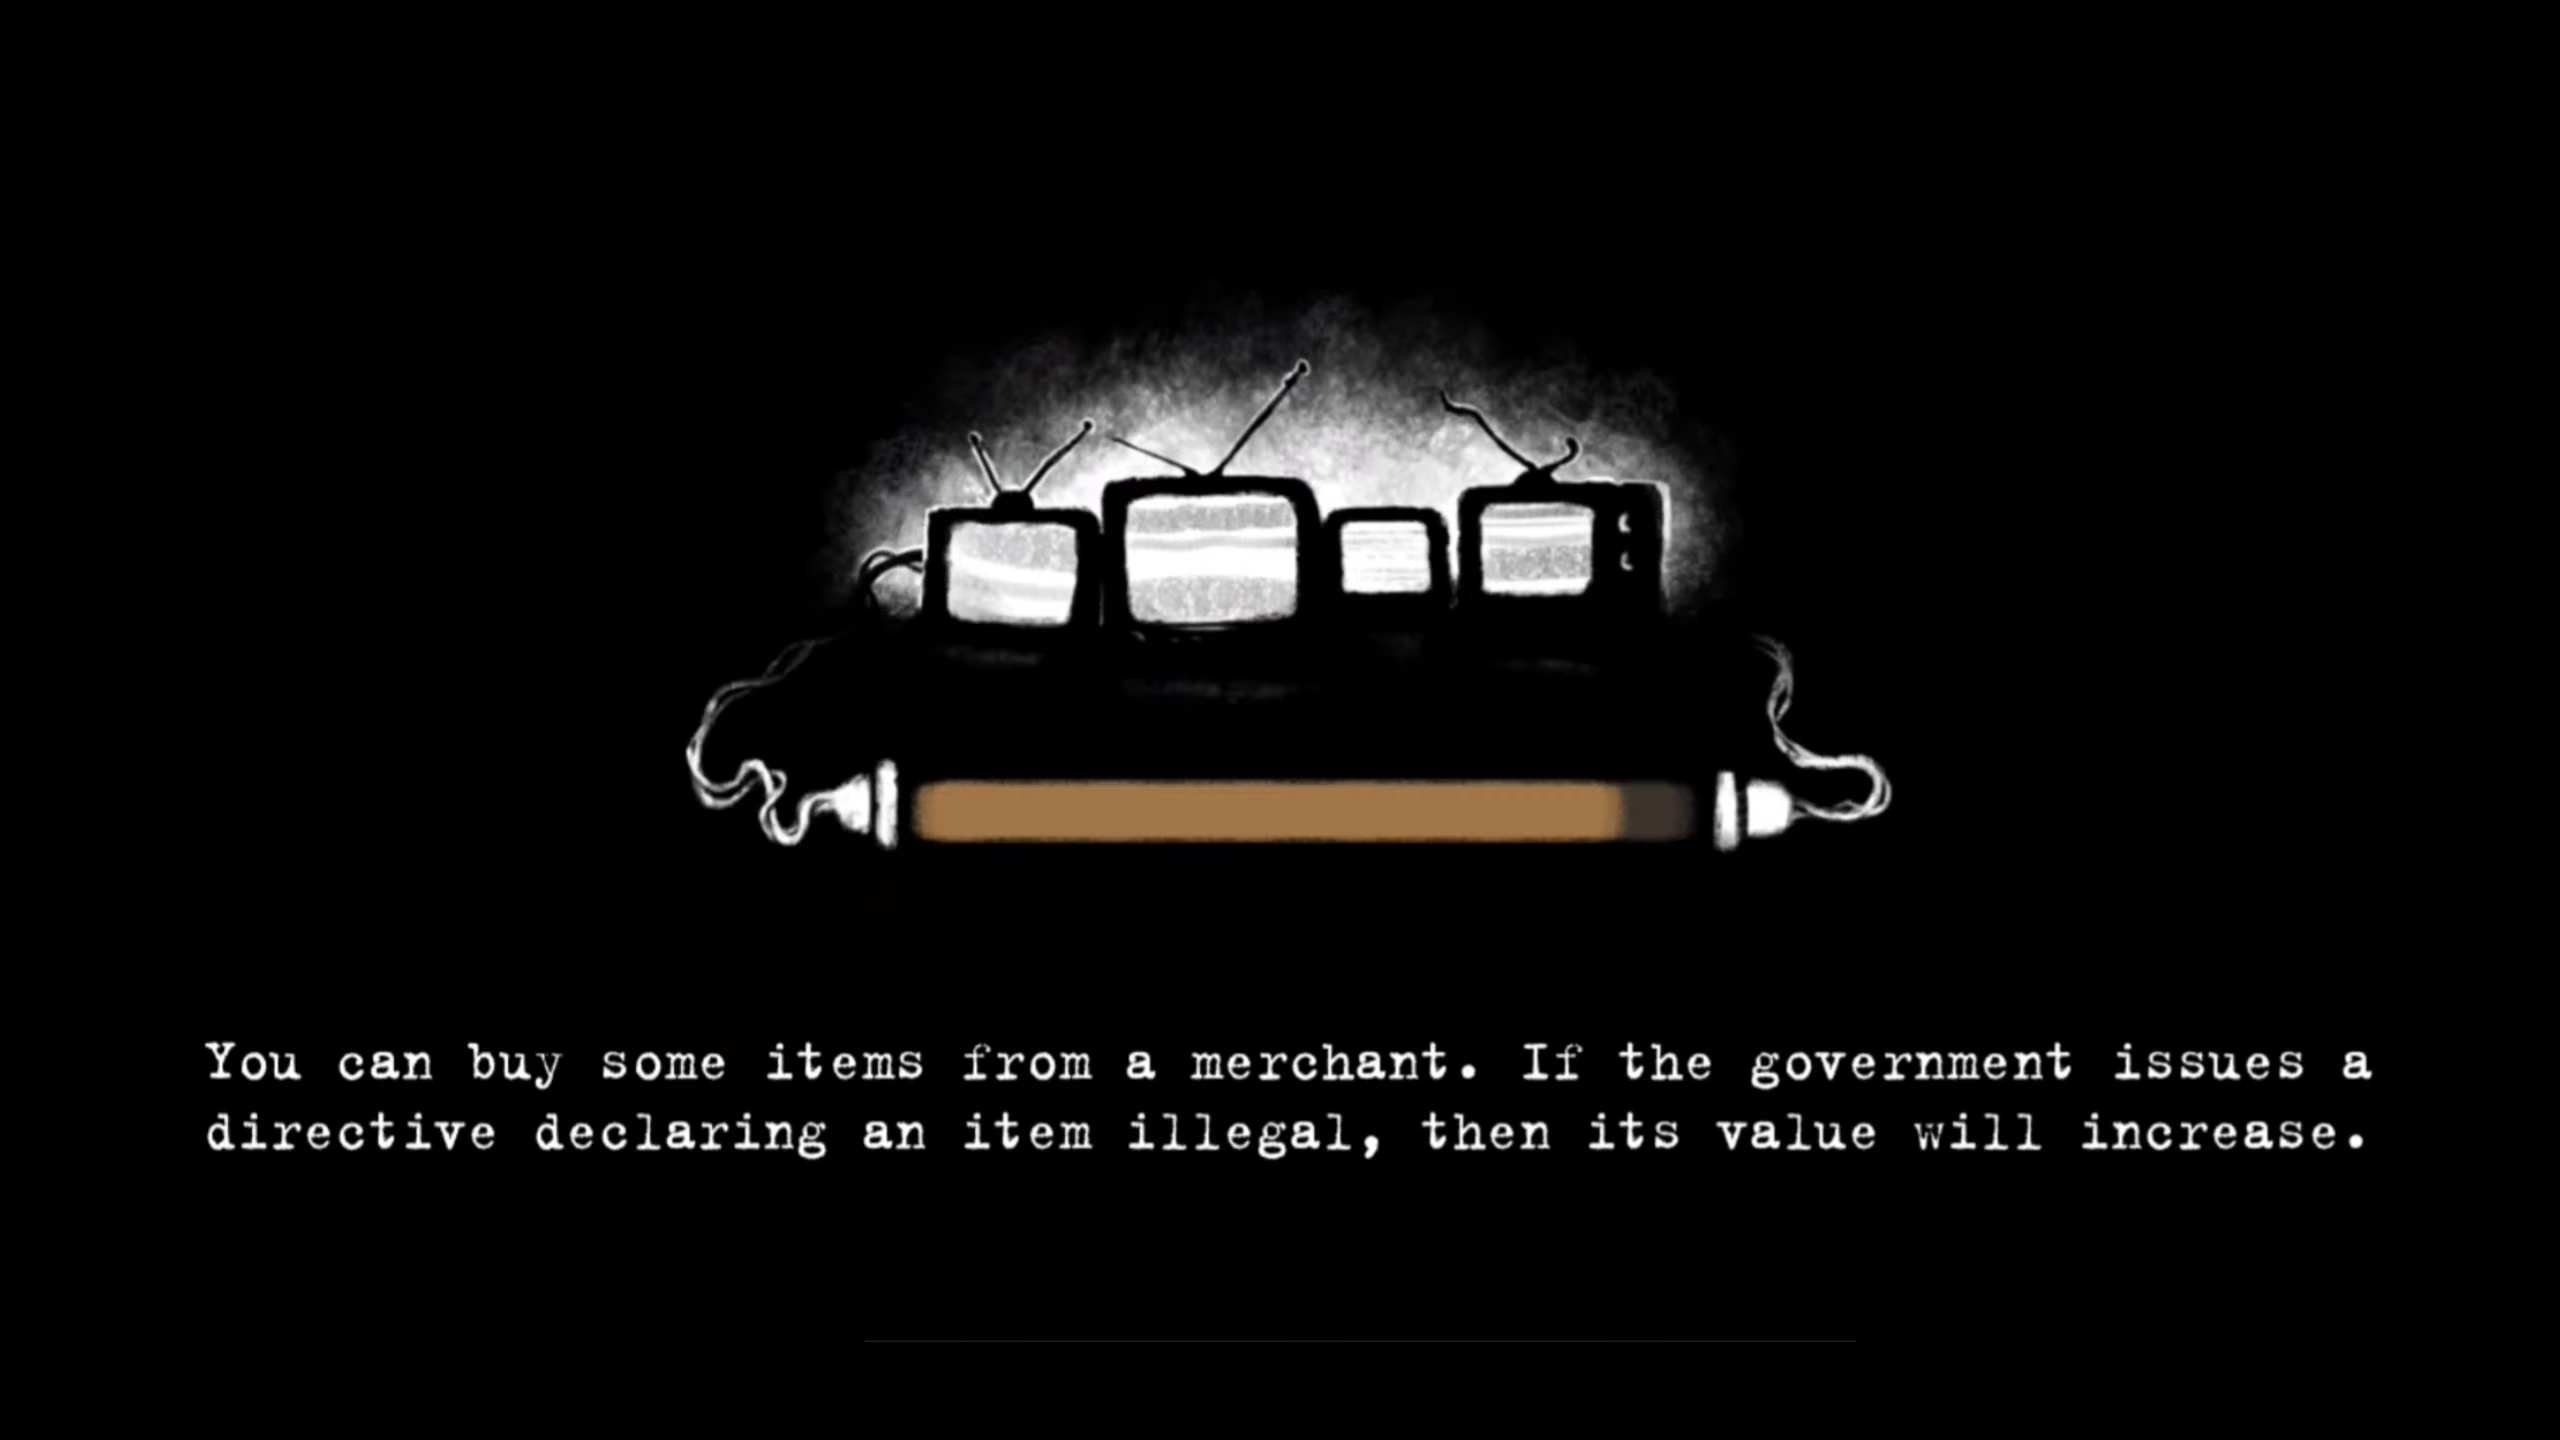 You can buy some items from a merchant. If the government issues a
directive declaring an item illegal, then its value will increase.